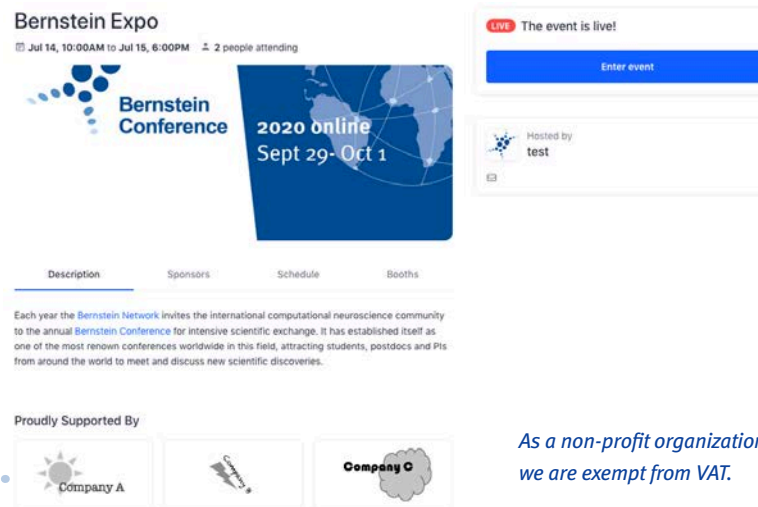 Bernstein Expo
Jul 14, 10:00AM to Jul 15, 6:00PM 2 people attending
Bernstein
Conference
2020 online
Sept 29- Oct 1
LIVE The event is live!
Enter event
Hosted by
test
Description Sponsors Schedule Booths
Each year the Bernstein Network invites the international computational neuroscience community
to the annual Bernstein Conference for intensive scientific exchange. It has established itself as
one of the most renown conferences worldwide in this field, attracting students, postdocs and PIs
from around the world to meet and discuss new scientific discoveries.
Proudly Supported By
Company A
Company C
As a non-profit organization
we are exempt from VAT.